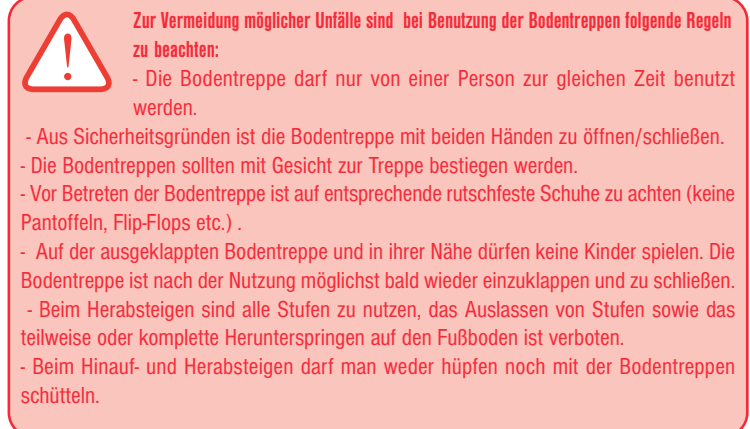 Zur Vermeidung möglicher Unfälle sind bei Benutzung der Bodentreppen folgende Regeln
zu beachten:
- Die Bodentreppe darf nur von einer Person zur gleichen Zeit benutzt
werden.
- Aus Sicherheitsgründen ist die Bodentreppe mit beiden Händen zu öffnen/schließen.
- Die Bodentreppen sollten mit Gesicht zur Treppe bestiegen werden.
- Vor Betreten der Bodentreppe ist auf entsprechende rutschfeste Schuhe zu achten (keine
Pantoffeln, Flip-Flops etc.) .
- Auf der ausgeklappten Bodentreppe und in ihrer Nähe dürfen keine Kinder spielen. Die
Bodentreppe ist nach der Nutzung möglichst bald wieder einzuklappen und zu schließen.
- Beim Herabsteigen sind alle Stufen zu nutzen, das Auslassen von Stufen sowie das
teilweise oder komplette Herunterspringen auf den Fußboden ist verboten.
- Beim Hinauf- und Herabsteigen darf man weder hüpfen noch mit der Bodentreppen
schütteln.